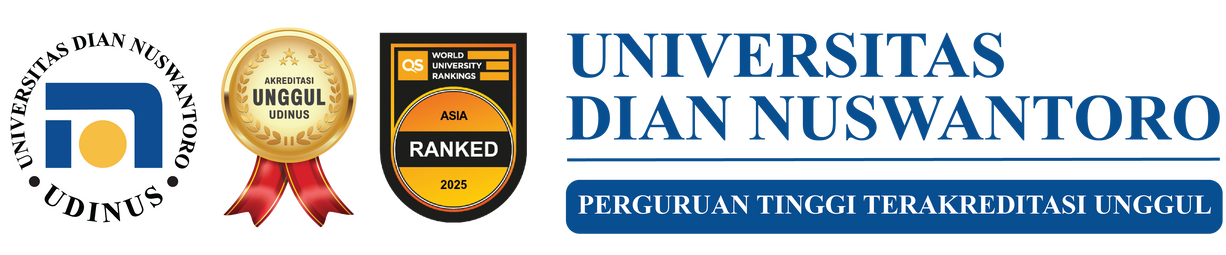 UNIVERSITAS DIAN NUSWANTORO
• UDINUS •
AKREDITASI
UNGGUL
UDINUS
QS
WORLD
UNIVERSITY
RANKINGS
ASIA
RANKED
2025
UNIVERSITAS
DIAN NUSWANTORO
PERGURUAN TINGGI TERAKREDITASI UNGGUL